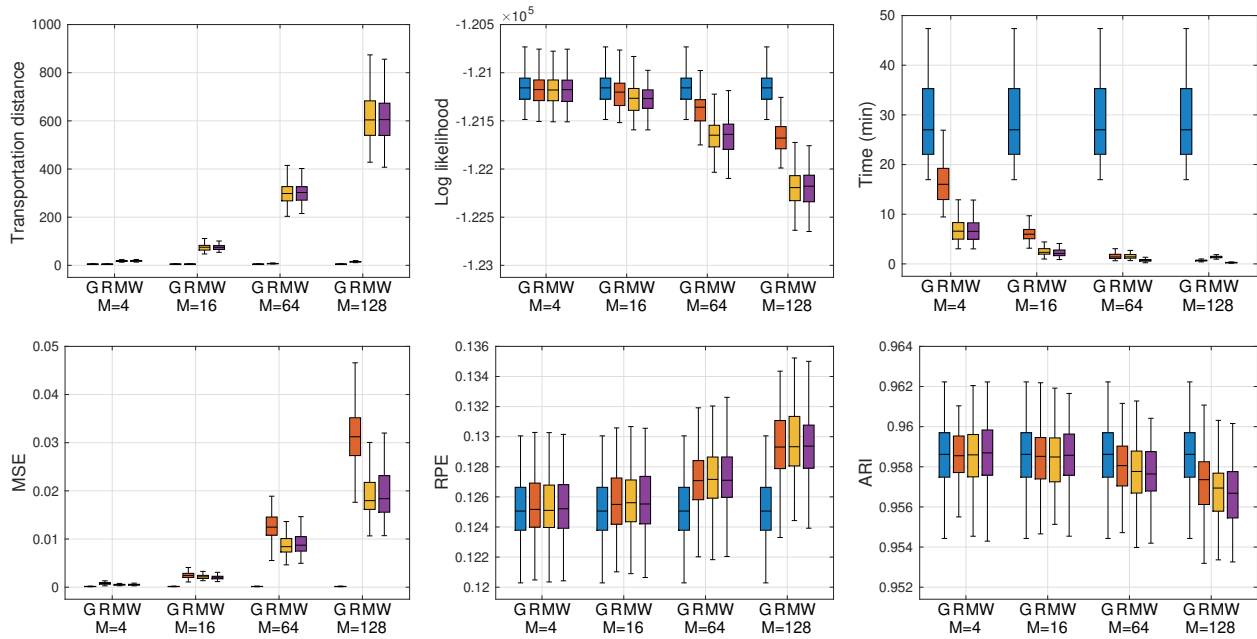 1000
800
600
400
200
0
Transportation distance
G R M W G R M W G R M W G R M W
M=4 M=16 M=64 M=128
×10⁵
-1.205
-1.21
-1.215
-1.22
-1.225
-1.23
Log likelihood
G R M W G R M W G R M W G R M W
M=4 M=16 M=64 M=128
50
40
30
20
10
0
Time (min)
G R M W G R M W G R M W G R M W
M=4 M=16 M=64 M=128
0.05
0.04
0.03
0.02
0.01
0
MSE
G R M W G R M W G R M W G R M W
M=4 M=16 M=64 M=128
0.136
0.134
0.132
0.13
0.128
0.126
0.124
0.122
0.12
RPE
G R M W G R M W G R M W G R M W
M=4 M=16 M=64 M=128
0.964
0.962
0.96
0.958
0.956
0.954
0.952
ARI
G R M W G R M W G R M W G R M W
M=4 M=16 M=64 M=128